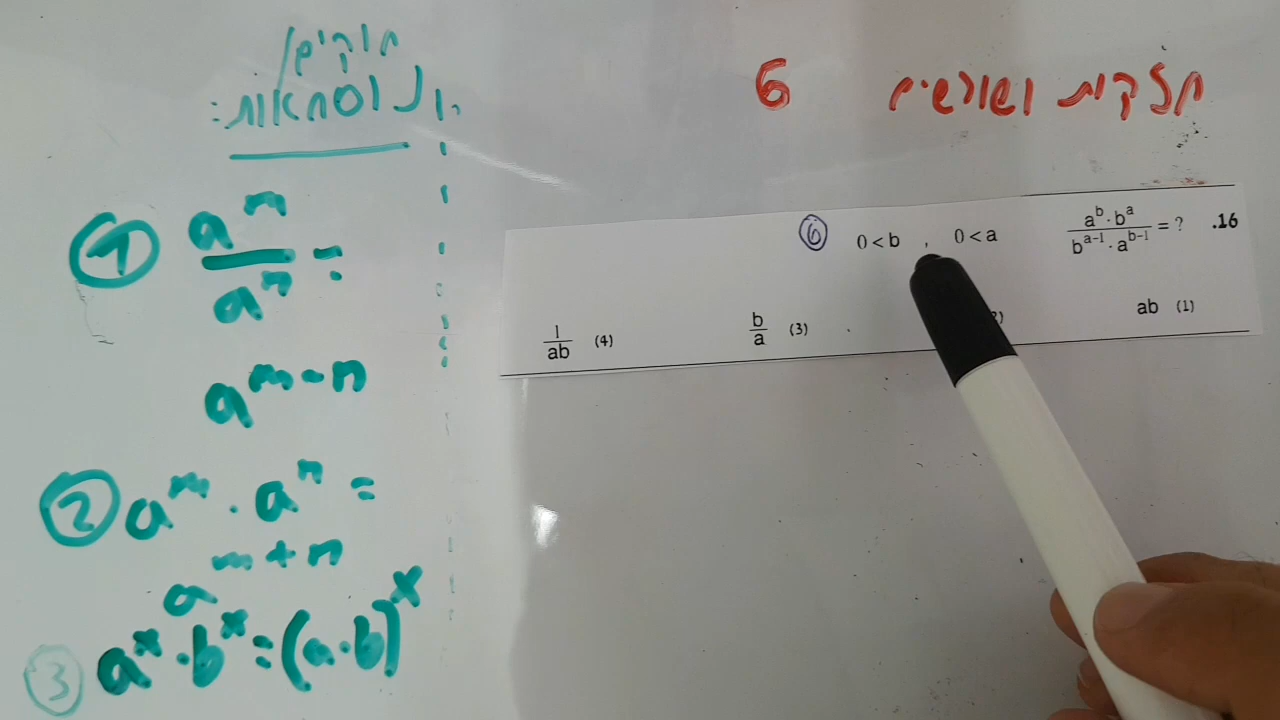 חזקות ושורשים 6
חוקים/
נוסחאות:
① a^m / a^n =
a^(m-n)
② a^m · a^n =
a^(m+n)
③ a^x · b^x = (a·b)^x
.16 (a^b · b^a) / (b^(a-1) · a^(b-1)) = ? 0 < a , 0 < b ⑥
(1) ab (3) b/a (4) 1/ab